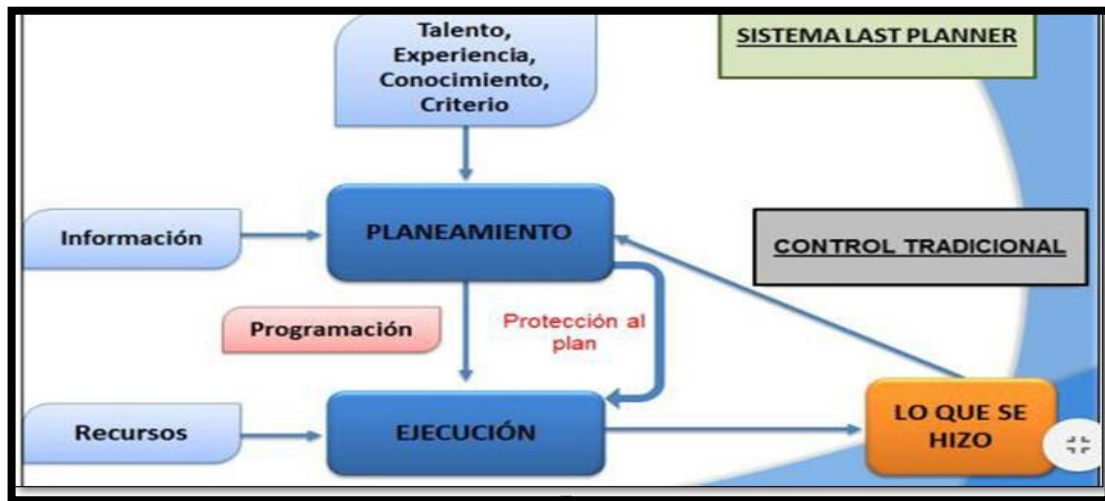 Talento,
Experiencia,
Conocimiento,
Criterio
SISTEMA LAST PLANNER
Información
PLANEAMIENTO
CONTROL TRADICIONAL
Programación
Protección al
plan
Recursos
EJECUCIÓN
LO QUE SE
HIZO